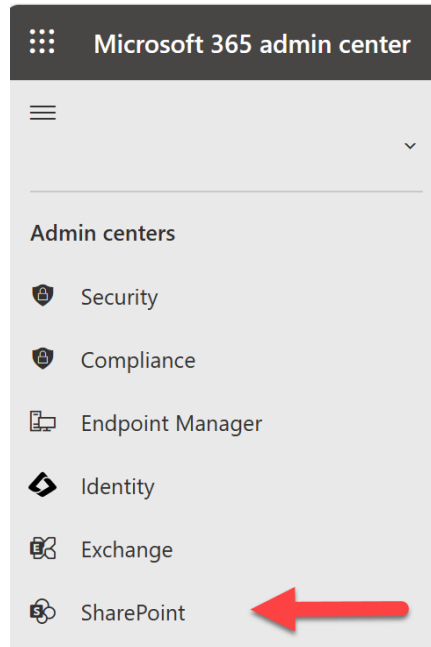 Microsoft 365 admin center
Admin centers
Security
Compliance
Endpoint Manager
Identity
Exchange
SharePoint